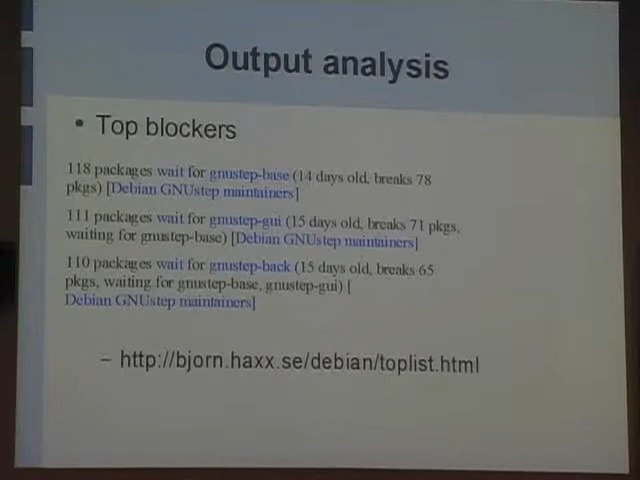 Output analysis
• Top blockers
118 packages wait for gnustep-base (14 days old, breaks 78
pkgs) [Debian GNUstep maintainers]
111 packages wait for gnustep-gui (15 days old, breaks 71 pkgs,
waiting for gnustep-base) [Debian GNUstep maintainers]
110 packages wait for gnustep-back (15 days old, breaks 65
pkgs, waiting for gnustep-base, gnustep-gui) [
Debian GNUstep maintainers]
– http://bjorn.haxx.se/debian/toplist.html